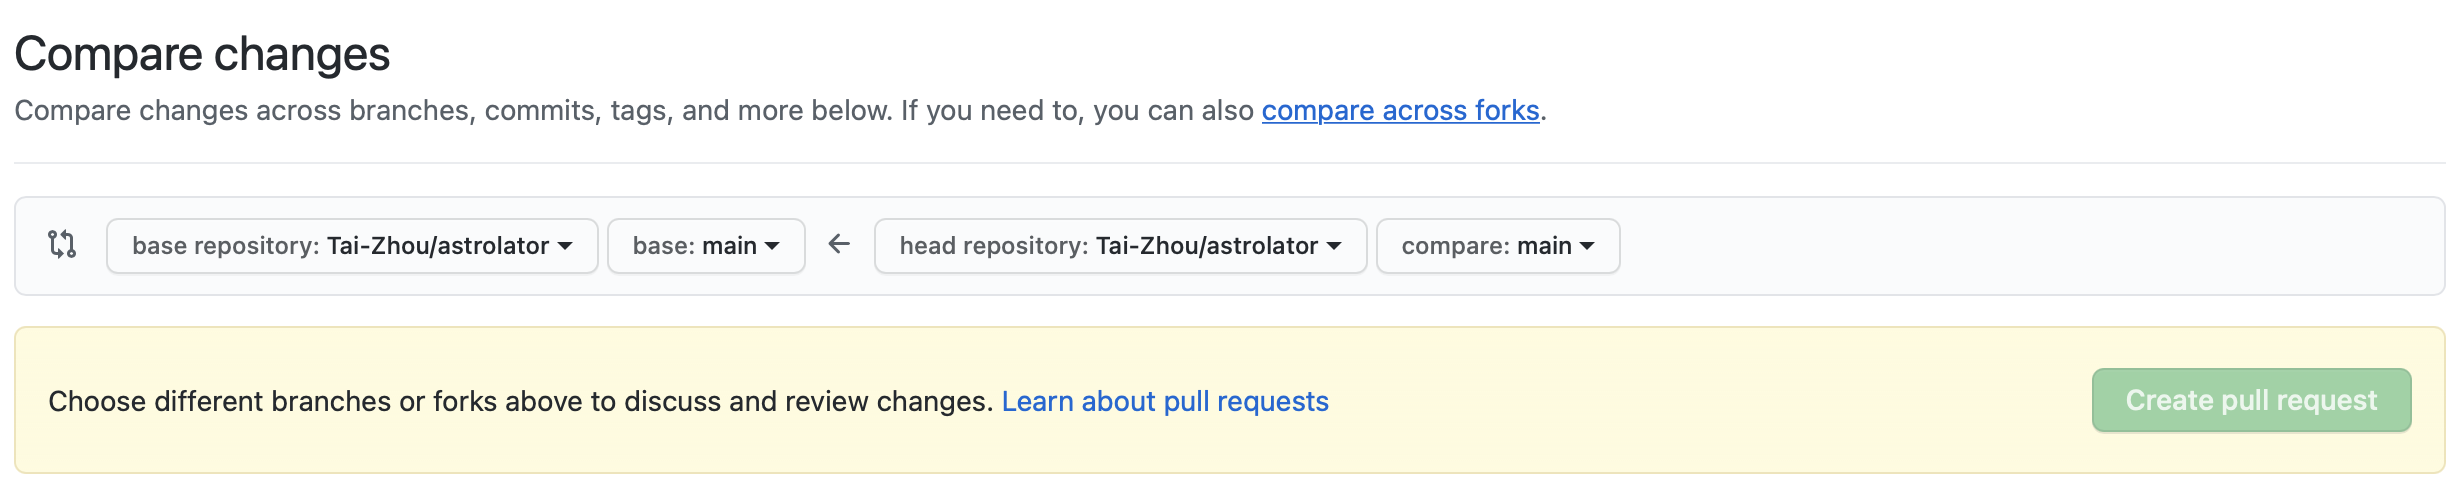 Compare changes
Compare changes across branches, commits, tags, and more below. If you need to, you can also compare across forks.
base repository: Tai-Zhou/astrolator base: main head repository: Tai-Zhou/astrolator compare: main
Choose different branches or forks above to discuss and review changes. Learn about pull requests Create pull request